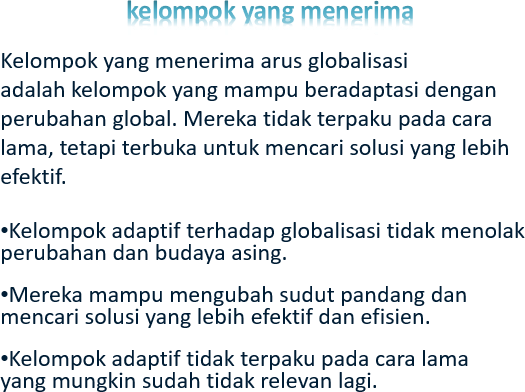 kelompok yang menerima
Kelompok yang menerima arus globalisasi
adalah kelompok yang mampu beradaptasi dengan
perubahan global. Mereka tidak terpaku pada cara
lama, tetapi terbuka untuk mencari solusi yang lebih
efektif.
•Kelompok adaptif terhadap globalisasi tidak menolak
perubahan dan budaya asing.
•Mereka mampu mengubah sudut pandang dan
mencari solusi yang lebih efektif dan efisien.
•Kelompok adaptif tidak terpaku pada cara lama
yang mungkin sudah tidak relevan lagi.